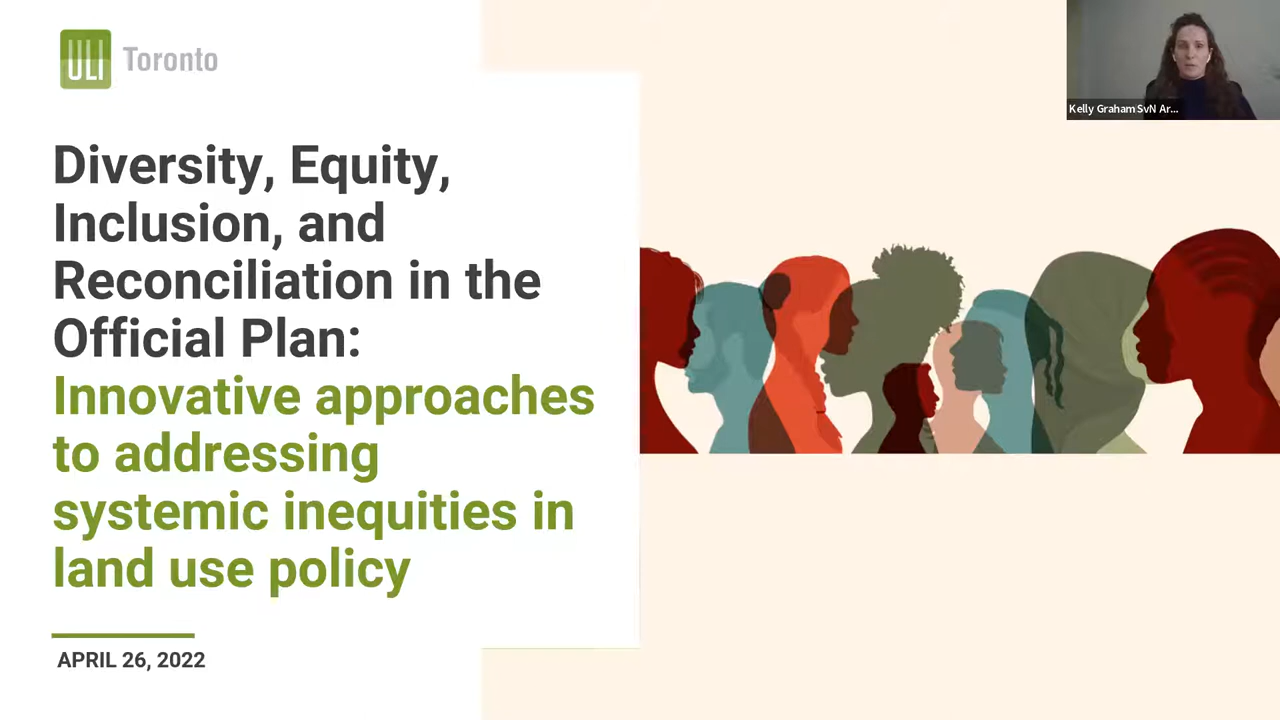 ULI Toronto
Kelly Graham SvN Ar...
Diversity, Equity,
Inclusion, and
Reconciliation in the
Official Plan:
Innovative approaches
to addressing
systemic inequities in
land use policy
APRIL 26, 2022